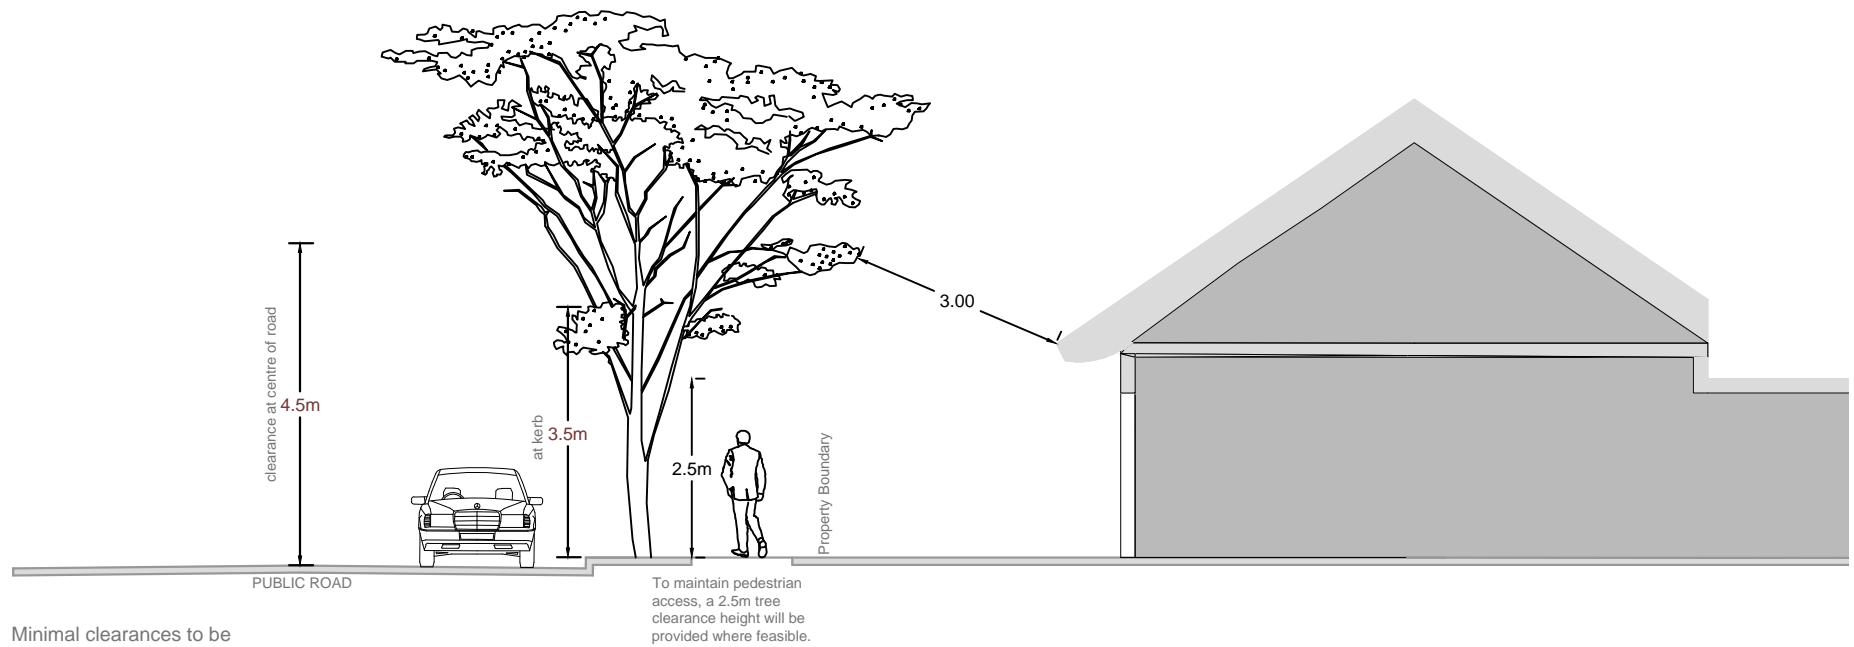 3.00
clearance at centre of road
4.5m
at kerb
3.5m
2.5m
Property Boundary
PUBLIC ROAD
To maintain pedestrian
access, a 2.5m tree
clearance height will be
provided where feasible.
Minimal clearances to be